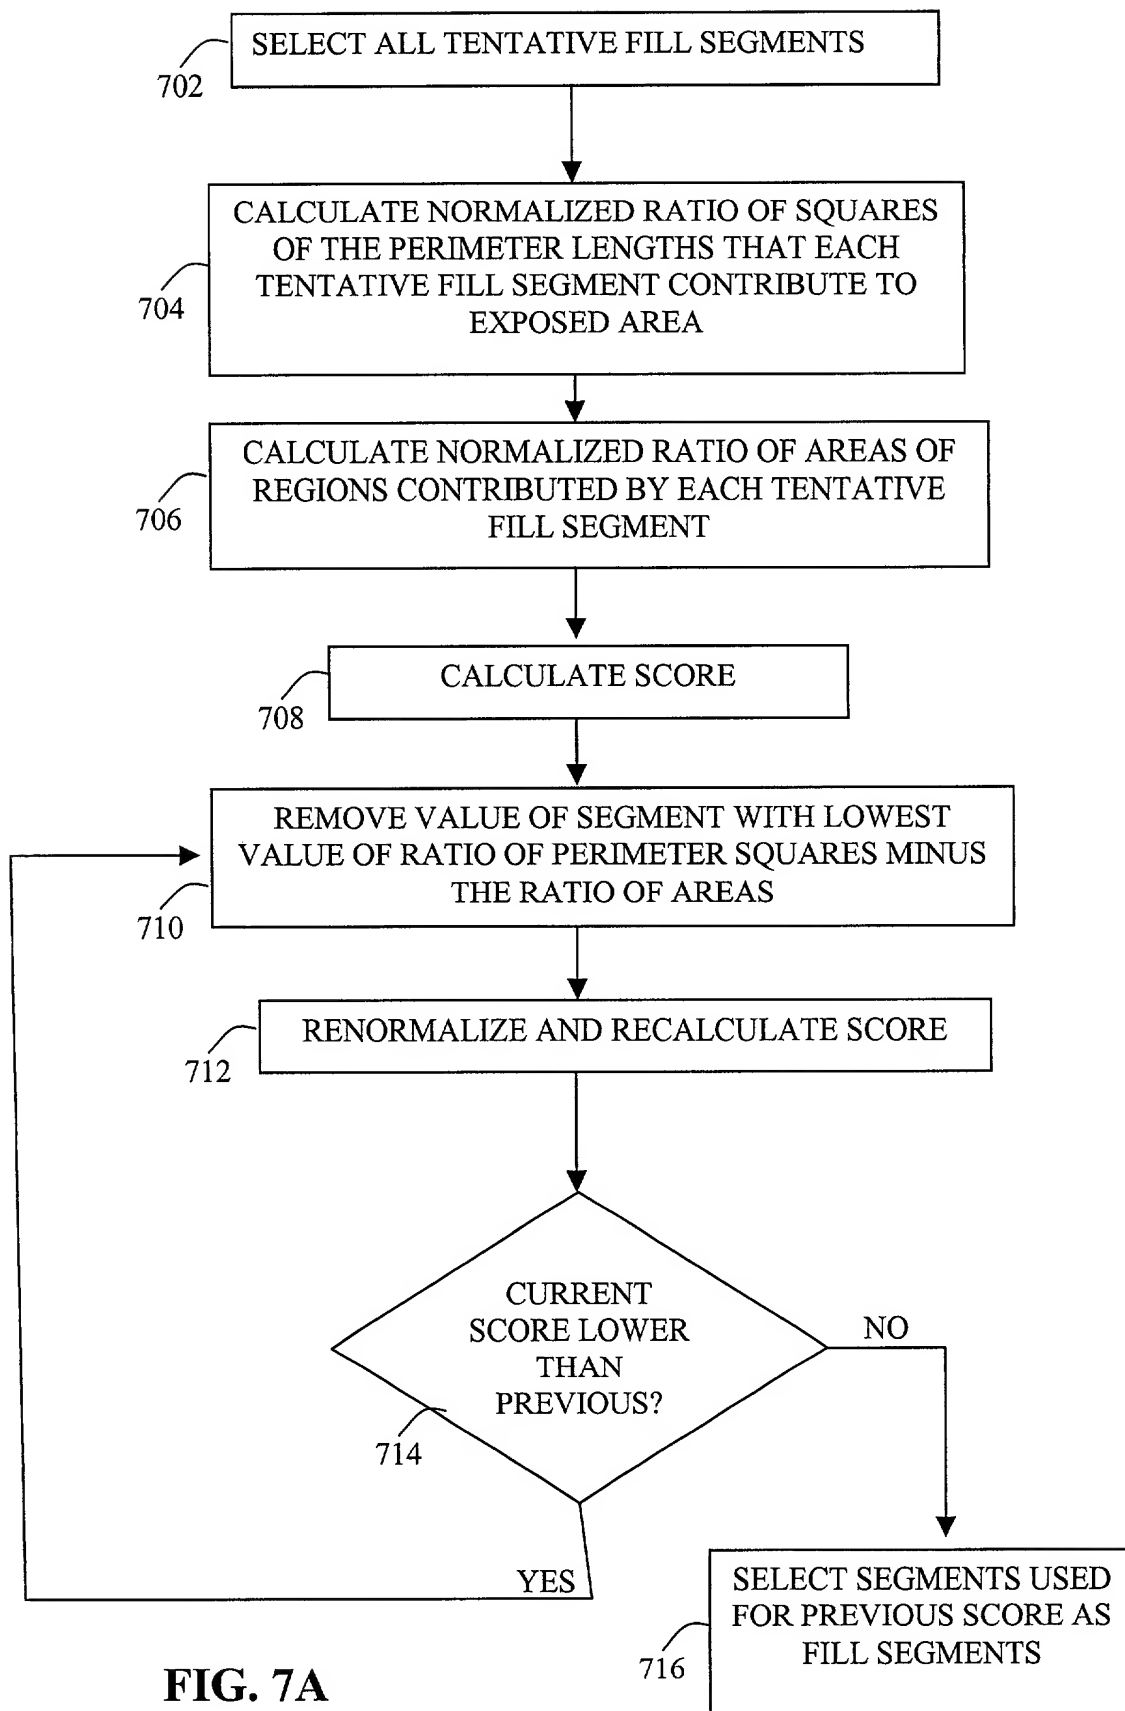 SELECT ALL TENTATIVE FILL SEGMENTS
702
CALCULATE NORMALIZED RATIO OF SQUARES
OF THE PERIMETER LENGTHS THAT EACH
TENTATIVE FILL SEGMENT CONTRIBUTE TO
EXPOSED AREA
704
CALCULATE NORMALIZED RATIO OF AREAS OF
REGIONS CONTRIBUTED BY EACH TENTATIVE
FILL SEGMENT
706
CALCULATE SCORE
708
REMOVE VALUE OF SEGMENT WITH LOWEST
VALUE OF RATIO OF PERIMETER SQUARES MINUS
THE RATIO OF AREAS
710
RENORMALIZE AND RECALCULATE SCORE
712
CURRENT
SCORE LOWER
THAN
PREVIOUS?
714
NO
YES
SELECT SEGMENTS USED
FOR PREVIOUS SCORE AS
FILL SEGMENTS
716
FIG. 7A